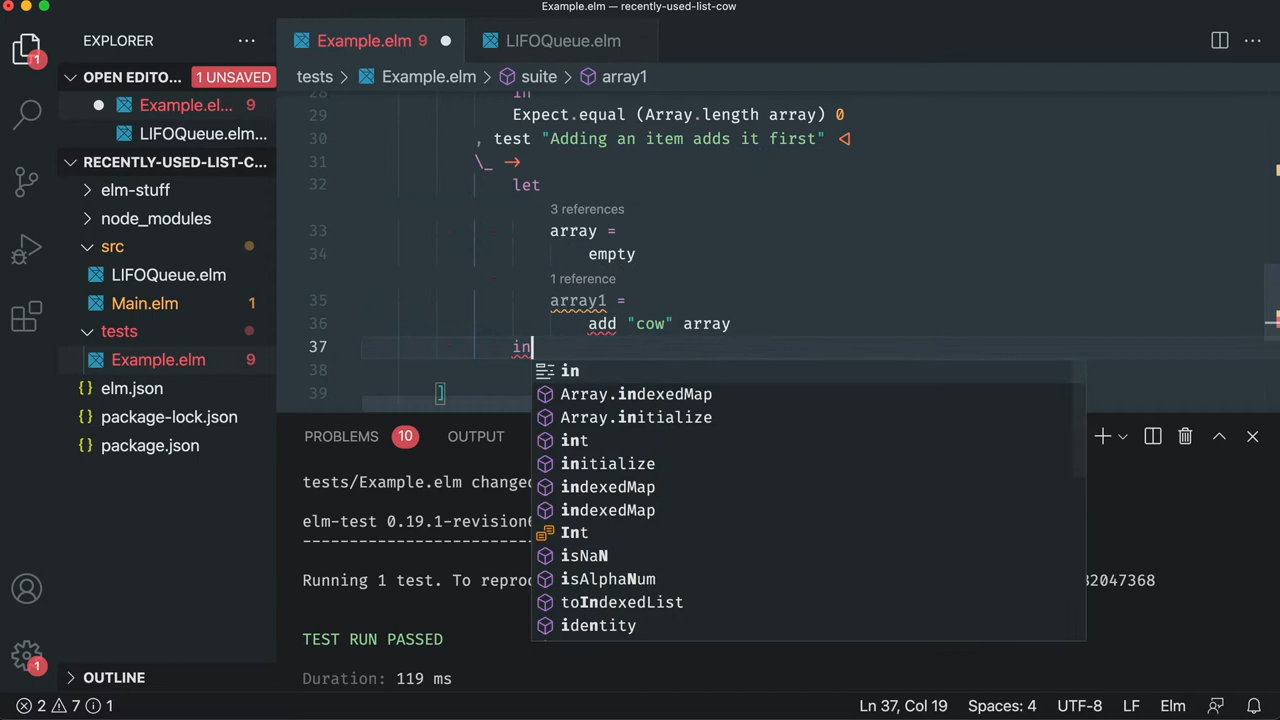 Example.elm — recently-used-list-cow
EXPLORER
Example.elm 9
LIFOQueue.elm
OPEN EDITO... 1 UNSAVED
tests > Example.elm > suite > array1
Example.el... 9
LIFOQueue.elm...
RECENTLY-USED-LIST-C...
elm-stuff
node_modules
src
LIFOQueue.elm
Main.elm 1
tests
Example.elm 9
elm.json
package-lock.json
package.json
OUTLINE
1
1
28 in
29 Expect.equal (Array.length array) 0
30 , test "Adding an item adds it first" <|
31 \_ ->
32 let
3 references
33 array =
34 empty
1 reference
35 array1 =
36 add "cow" array
37 in
38
39 ]
in
Array.indexedMap
Array.initialize
int
initialize
indexedMap
indexedMap
Int
isNaN
isAlphaNum
toIndexedList
identity
PROBLEMS 10 OUTPUT
tests/Example.elm changed
elm-test 0.19.1-revision6
-------------------------
Running 1 test. To repro 82047368
TEST RUN PASSED
Duration: 119 ms
2 7 1 Ln 37, Col 19 Spaces: 4 UTF-8 LF Elm